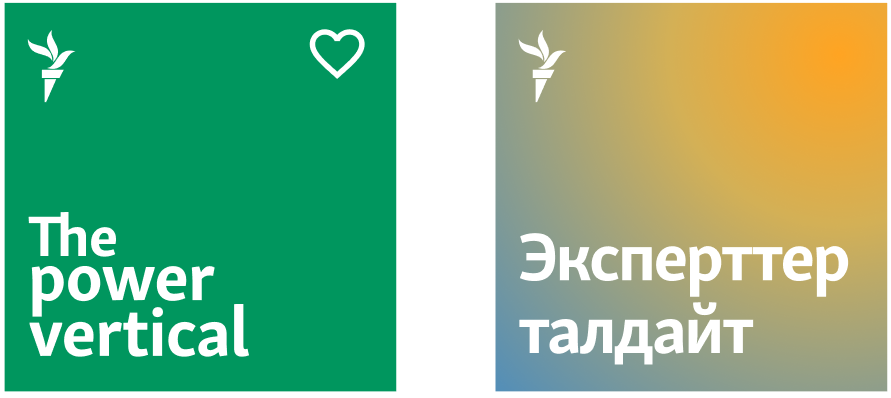 The
power
vertical
Эксперттер
талдайт